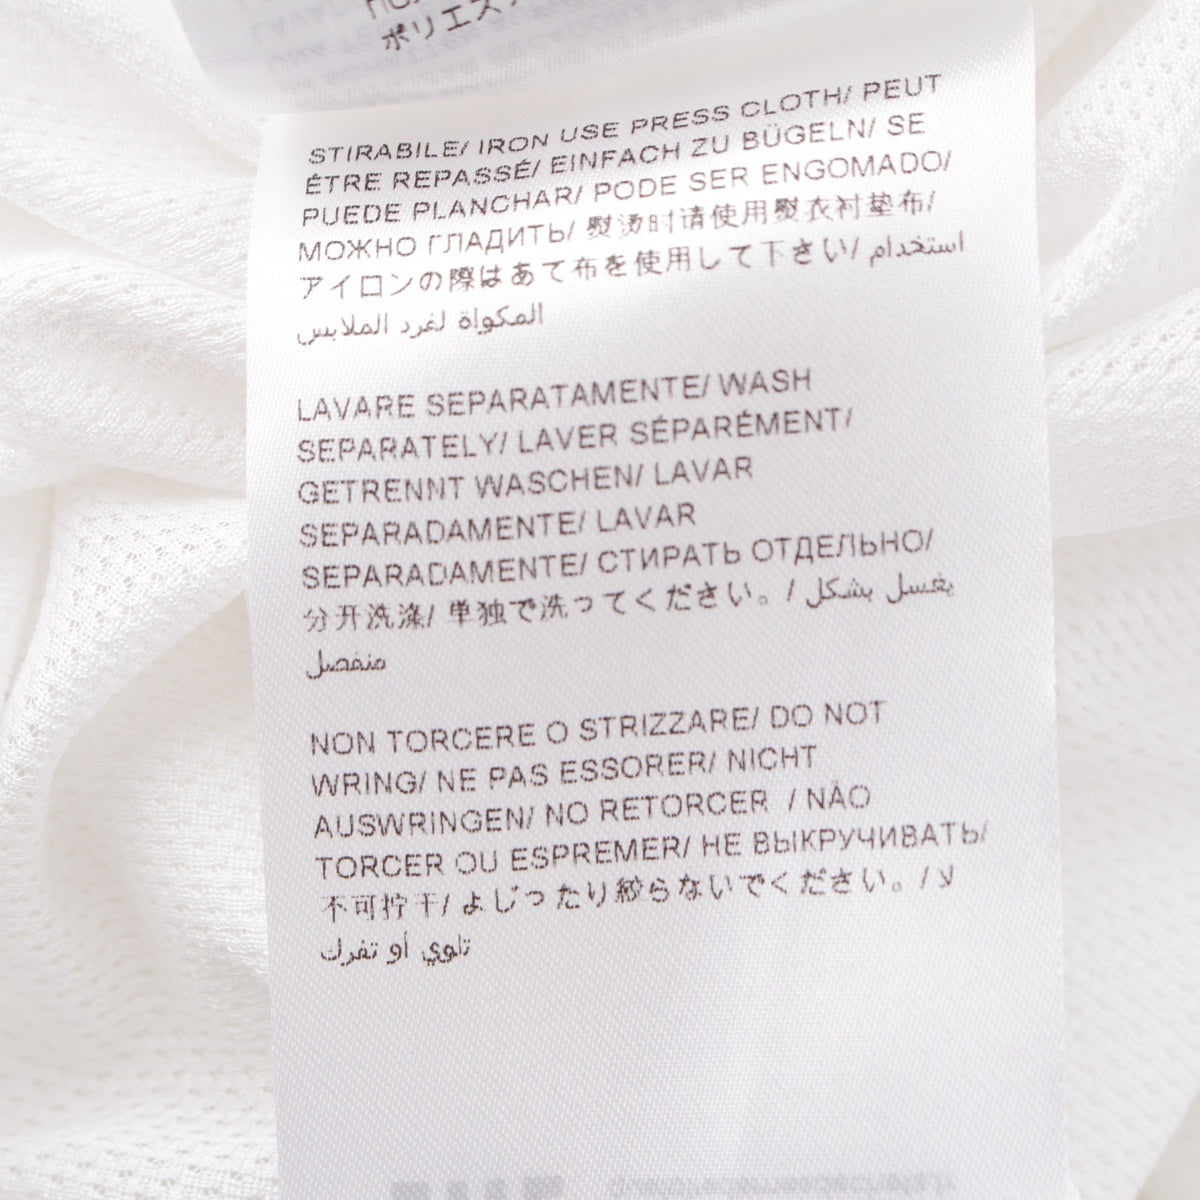 ポリエステ
STIRABILE/ IRON USE PRESS CLOTH/ PEUT
ÊTRE REPASSÉ/ EINFACH ZU BÜGELN/ SE
PUEDE PLANCHAR/ PODE SER ENGOMADO/
МОЖНО ГЛАДИТЬ/ 熨烫时请使用熨衣衬垫布/
アイロンの際はあて布を使用して下さい/ استخدام
المكواة لغرد الملابس
LAVARE SEPARATAMENTE/ WASH
SEPARATELY/ LAVER SÉPARÉMENT/
GETRENNT WASCHEN/ LAVAR
SEPARADAMENTE/ LAVAR
SEPARADAMENTE/ СТИРАТЬ ОТДЕЛЬНО/
分开洗涤/ 単独で洗ってください。/ يغسل بشكل
منفصل
NON TORCERE O STRIZZARE/ DO NOT
WRING/ NE PAS ESSORER/ NICHT
AUSWRINGEN/ NO RETORCER / NÃO
TORCER OU ESPREMER/ НЕ ВЫКРУЧИВАТЬ/
不可拧干/ よじったり絞らないでください。/ لا
تلوي أو تفرك